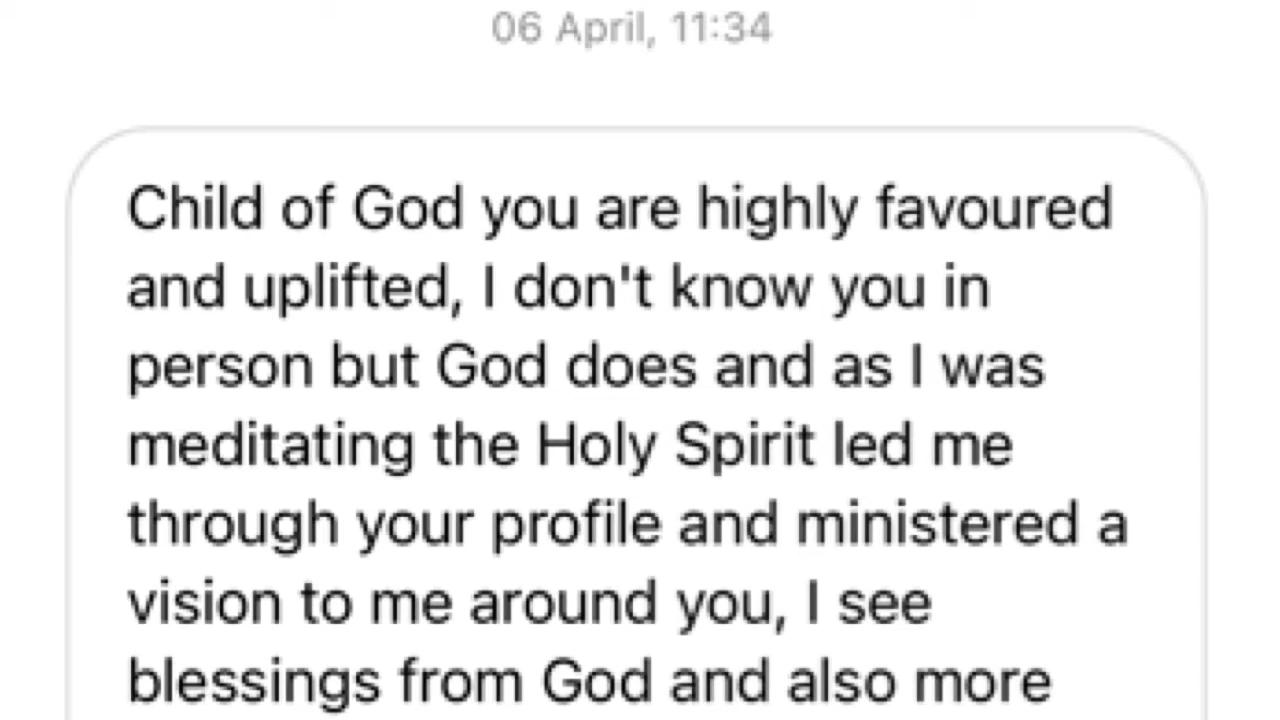 06 April, 11:34
Child of God you are highly favoured
and uplifted, I don't know you in
person but God does and as I was
meditating the Holy Spirit led me
through your profile and ministered a
vision to me around you, I see
blessings from God and also more